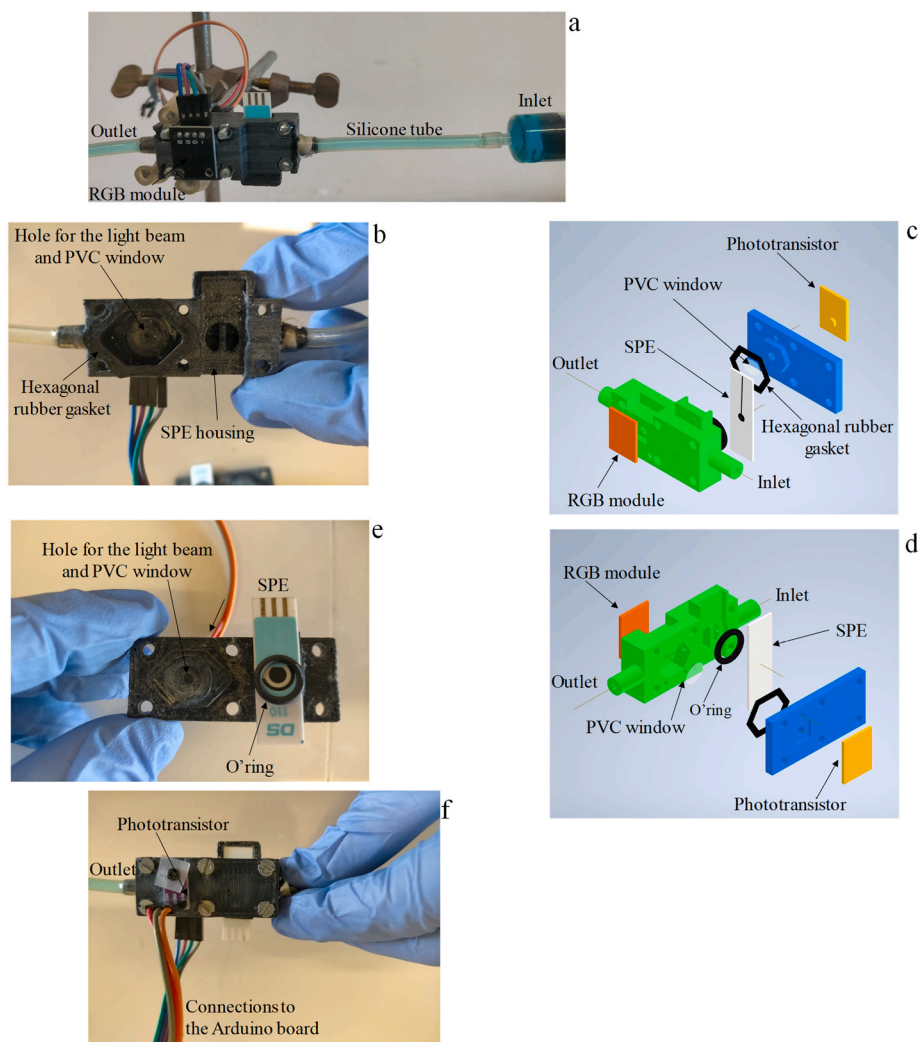 a
Inlet
Outlet
Silicone tube
RGB module
b
Hole for the light beam
and PVC window
Hexagonal
rubber gasket
SPE housing
c
Phototransistor
PVC window
SPE
Outlet
Hexagonal rubber
gasket
Inlet
RGB module
e
Hole for the light beam
and PVC window
SPE
DS
110
O'ring
d
RGB module
Inlet
SPE
Outlet
O'ring
PVC window
Phototransistor
f
Phototransistor
Outlet
Connections to
the Arduino board